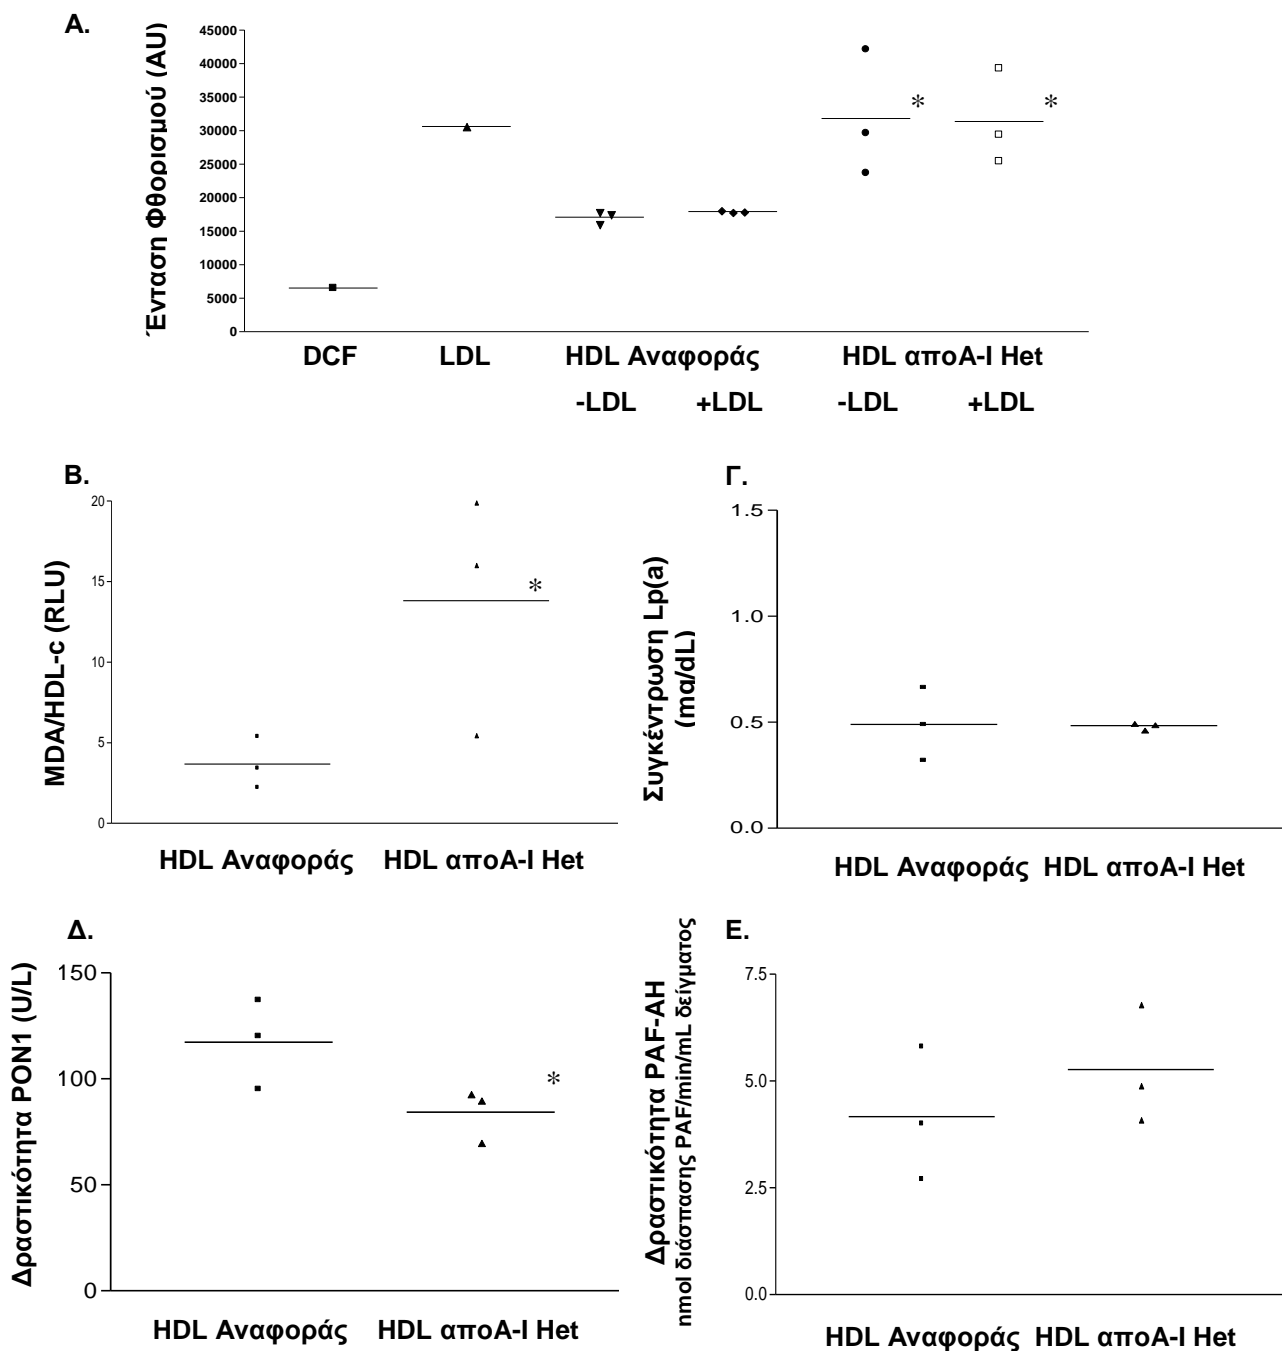 Α.
Ένταση Φθορισμού (AU)
45000
40000
35000
30000
25000
20000
15000
10000
5000
0
*
*
DCF
LDL
HDL Αναφοράς
HDL αποA-I Het
-LDL
+LDL
-LDL
+LDL
Β.
MDA/HDL-c (RLU)
20
15
10
5
0
*
HDL Αναφοράς
HDL αποA-I Het
Γ.
Συγκέντρωση Lp(a)
(mα/dL)
1.5
1.0
0.5
0.0
HDL Αναφοράς
HDL αποA-I Het
Δ.
Δραστικότητα PON1 (U/L)
150
100
50
0
*
HDL Αναφοράς
HDL αποA-I Het
Ε.
Δραστικότητα PAF-AH
nmol διάσπασης PAF/min/mL δείγματος
7.5
5.0
2.5
0.0
HDL Αναφοράς
HDL αποA-I Het